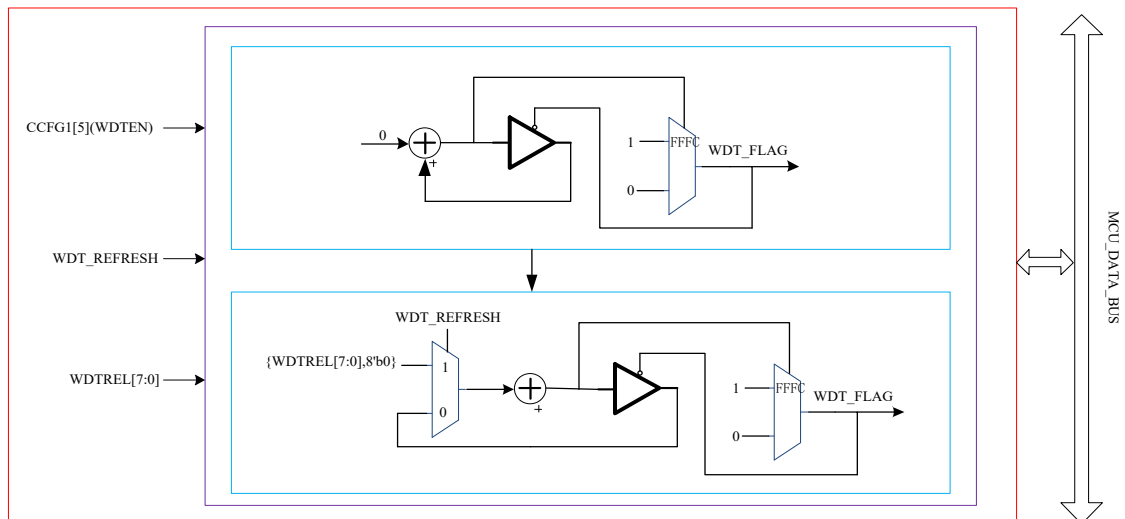 CCFG1[5](WDTEN)
WDT_REFRESH
WDTREL[7:0]
0
+
1
FFFC
0
WDT_FLAG
WDT_REFRESH
{WDTREL[7:0],8'b0}
1
0
+
1
FFFC
0
WDT_FLAG
MCU_DATA_BUS